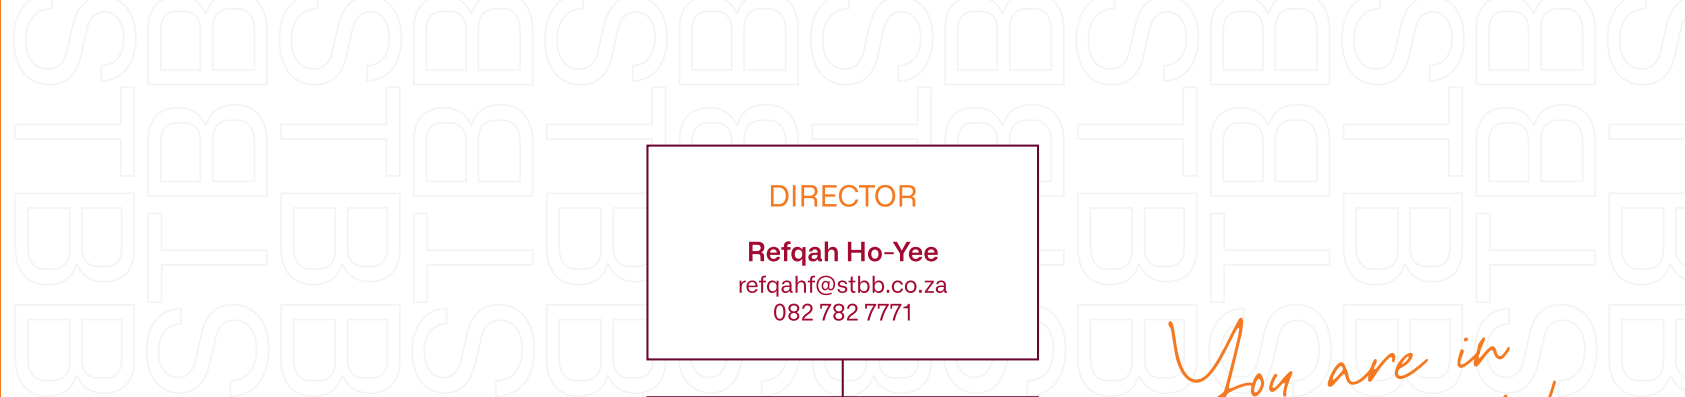 DIRECTOR
Refqah Ho-Yee
refqahf@stbb.co.za
082 782 7771
You are in